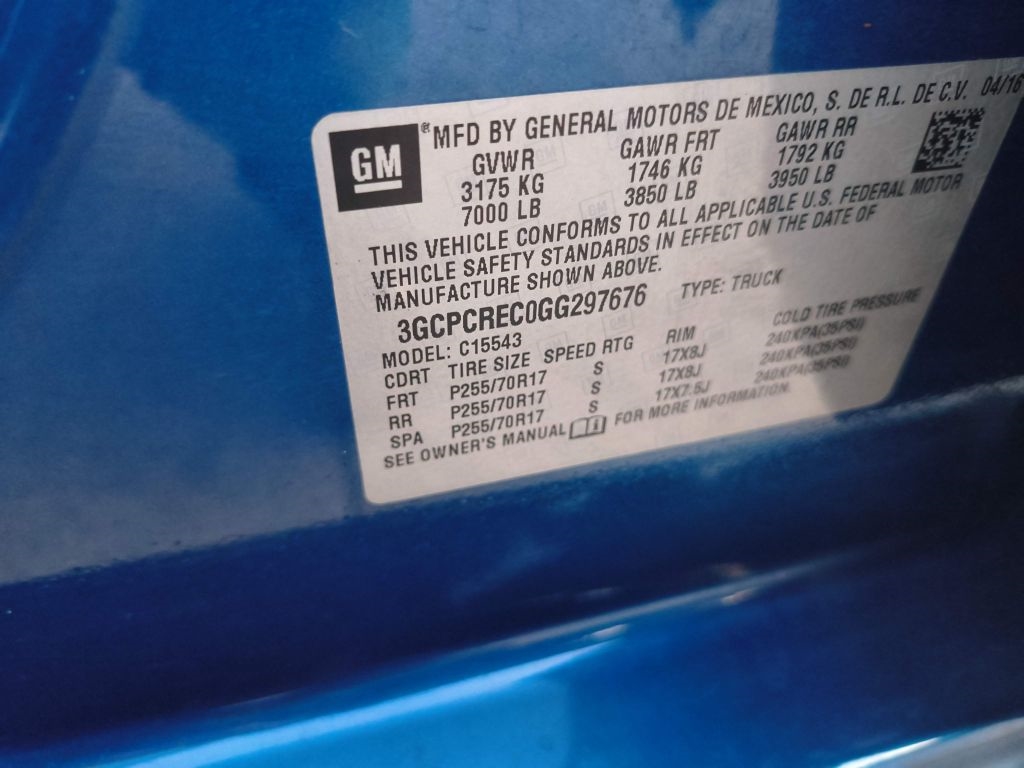 GM
® MFD BY GENERAL MOTORS DE MEXICO, S. DE R.L. DE C.V. 04/16
GVWR GAWR FRT GAWR RR
3175 KG 1746 KG 1792 KG
7000 LB 3850 LB 3950 LB
THIS VEHICLE CONFORMS TO ALL APPLICABLE U.S. FEDERAL MOTOR
VEHICLE SAFETY STANDARDS IN EFFECT ON THE DATE OF
MANUFACTURE SHOWN ABOVE.
3GCPCREC0GG297676 TYPE: TRUCK
MODEL: C15543
CDRT TIRE SIZE SPEED RTG RIM COLD TIRE PRESSURE
FRT P255/70R17 S 17X8J 240KPA(35PSI)
RR P255/70R17 S 17X8J 240KPA(35PSI)
SPA P255/70R17 S 17X7.5J 240KPA(35PSI)
SEE OWNER'S MANUAL FOR MORE INFORMATION.